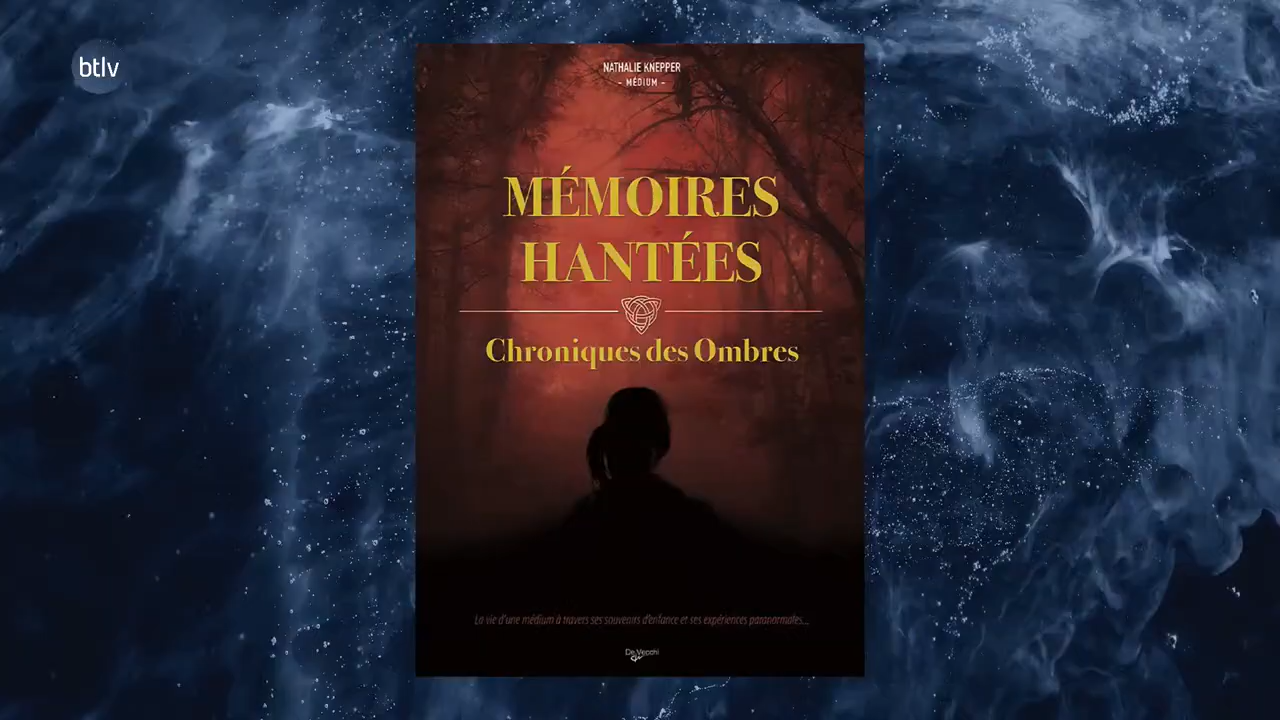 btlv
NATHALIE KNEPPER
- MÉDIUM -
MÉMOIRES
HANTÉES
Chroniques des Ombres
La vie d'une médium à travers ses souvenirs d'enfance et ses expériences paranormales...
De Vecchi